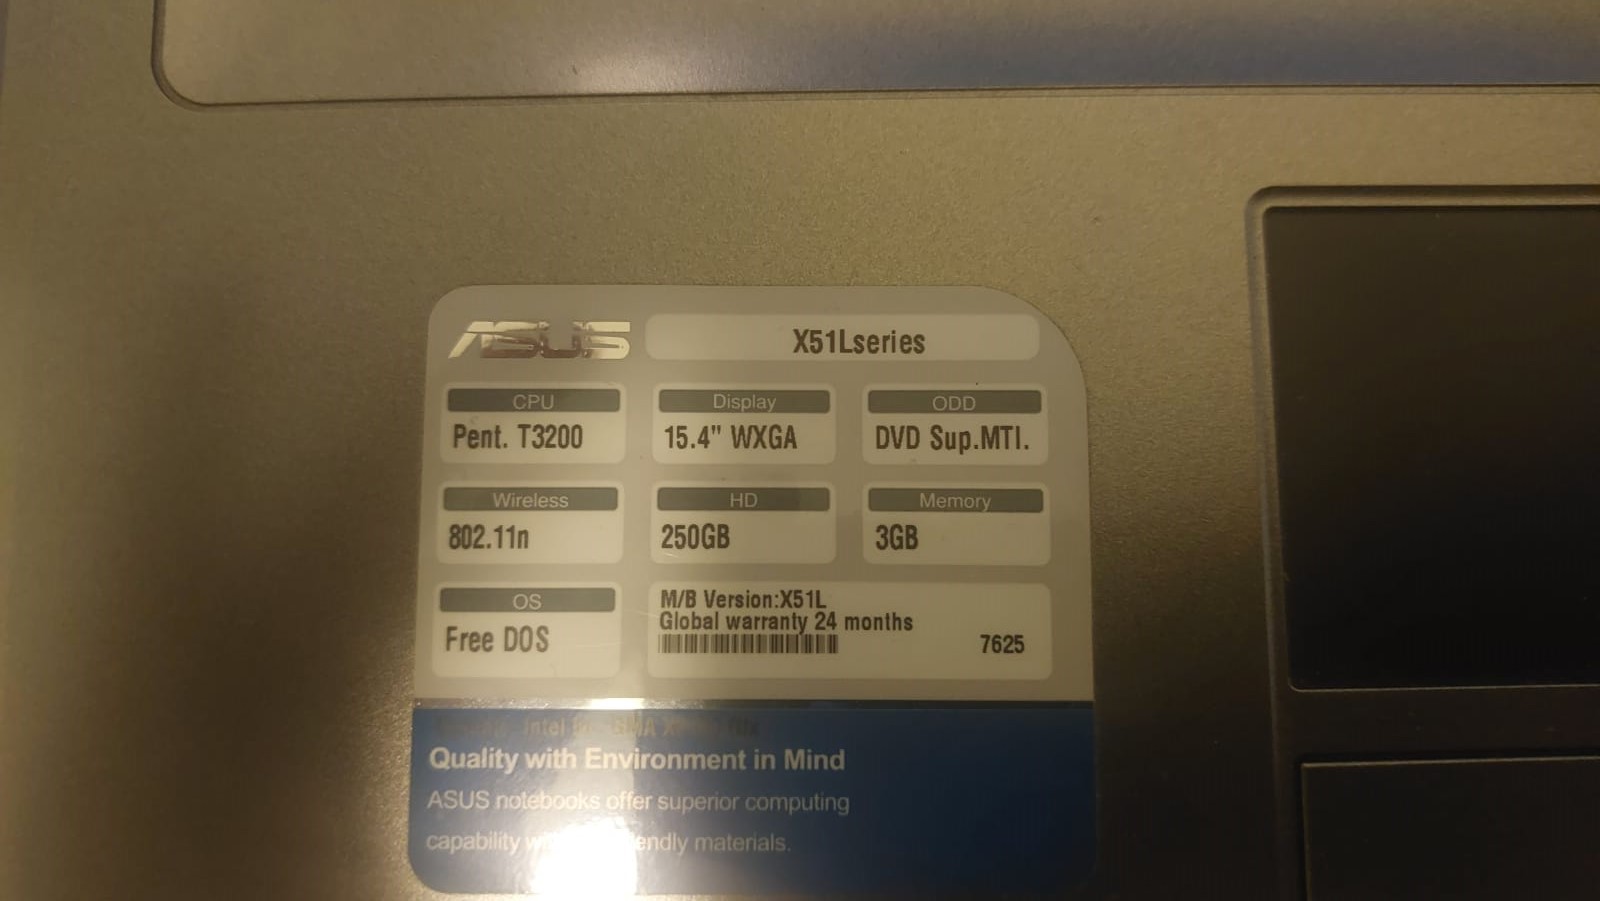 ASUS X51Lseries
CPU Display ODD
Pent. T3200 15.4" WXGA DVD Sup.MTI.
Wireless HD Memory
802.11n 250GB 3GB
OS
Free DOS
M/B Version:X51L
Global warranty 24 months
7625
Intel GMA
Quality with Environment in Mind
ASUS notebooks offer superior computing
capability materials.